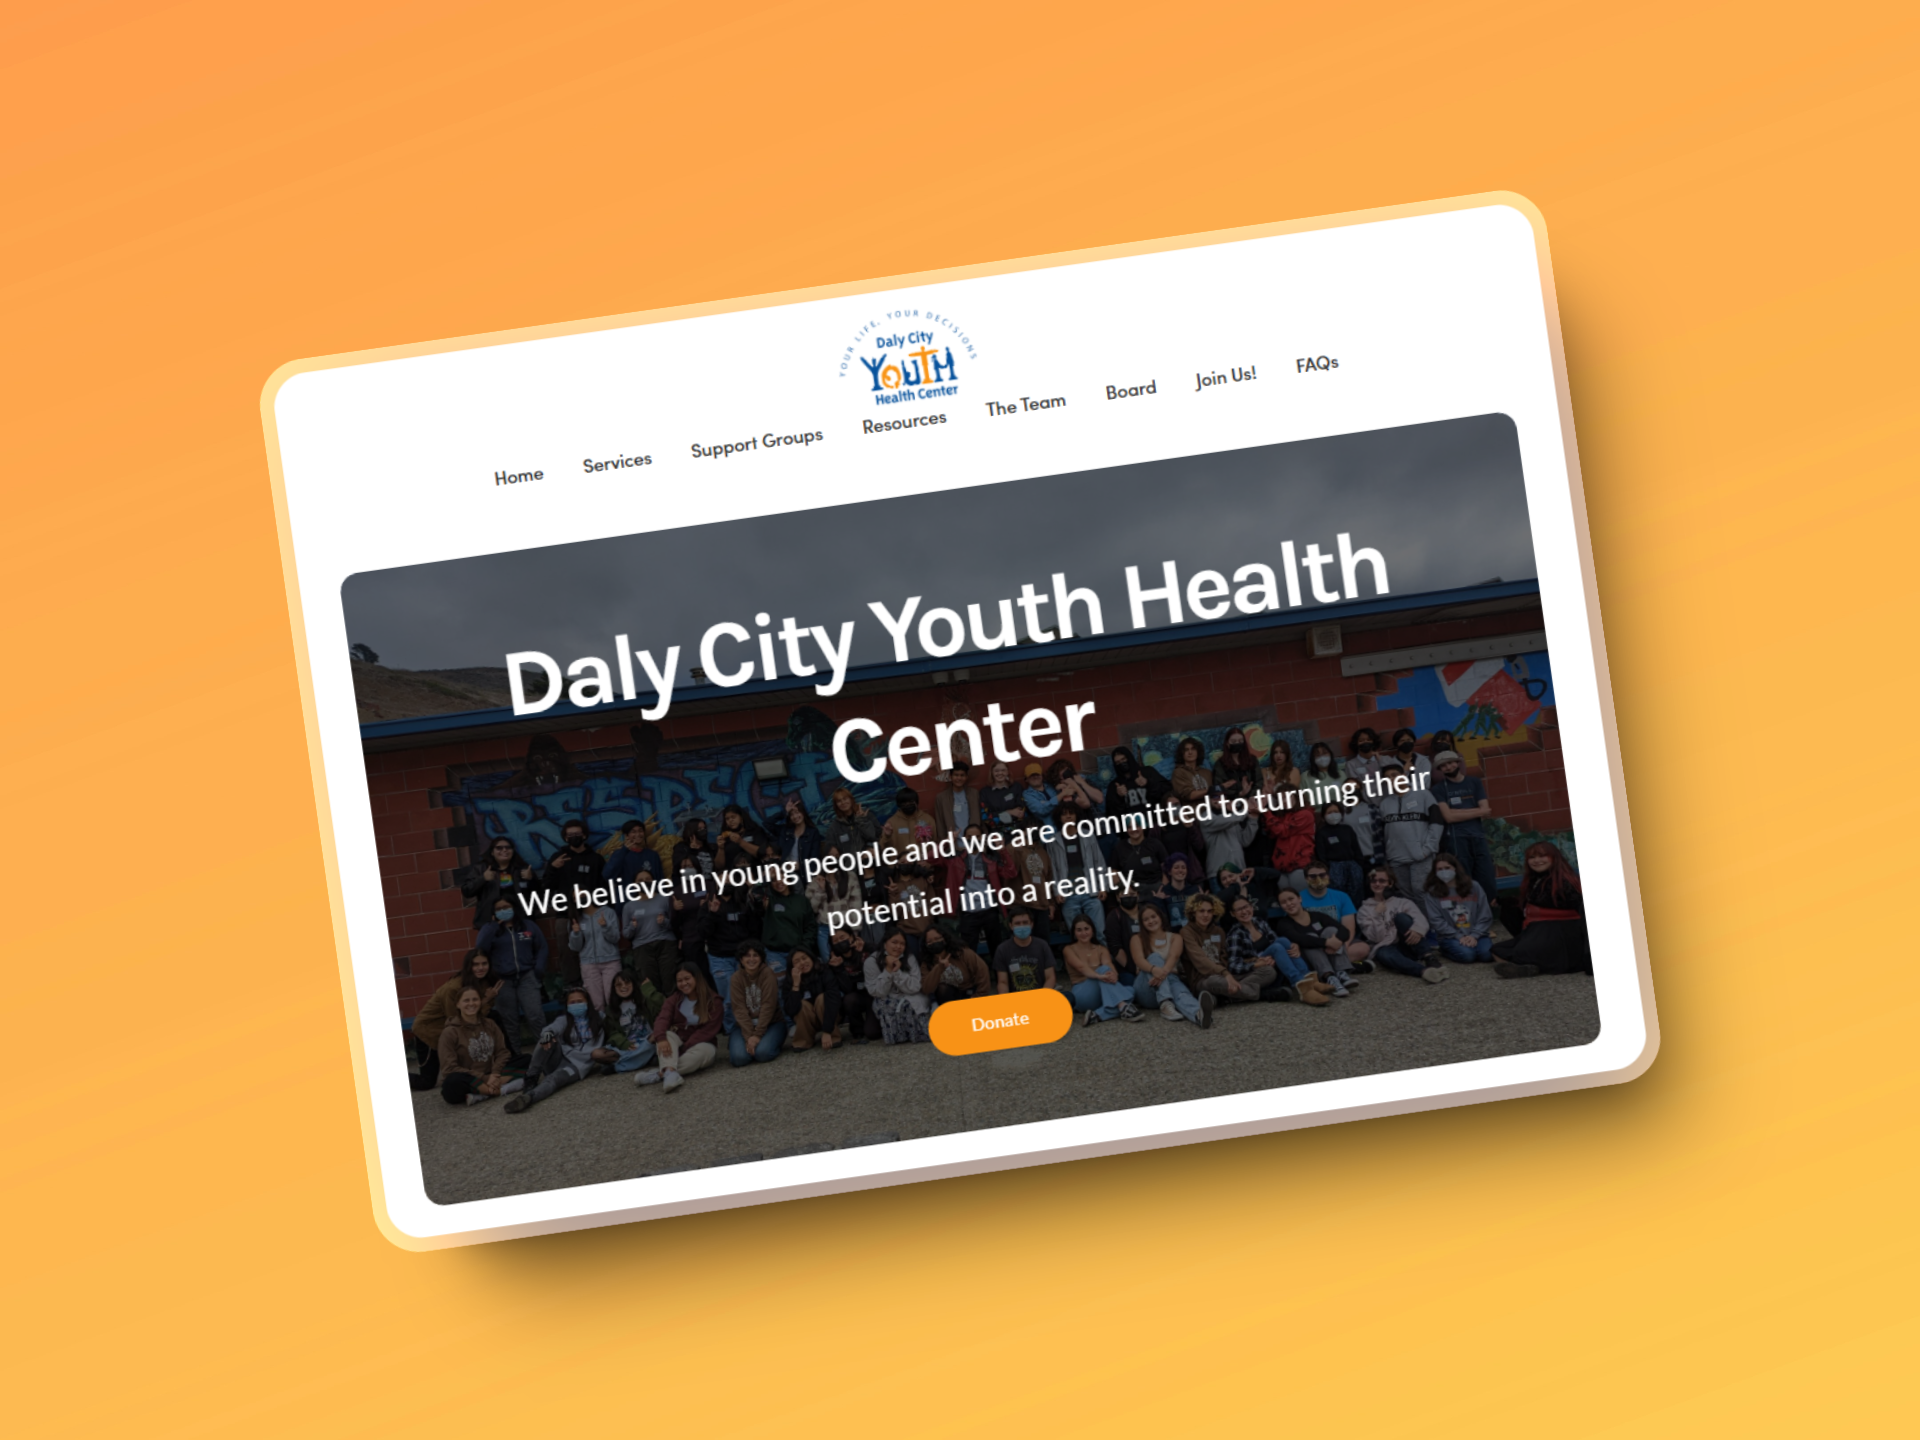 YOUR LIFE. YOUR DECISIONS
Daly City
YOUTH
Health Center
Home Services Support Groups Resources The Team Board Join Us! FAQs
Daly City Youth Health
Center
RESPECT
BY
We believe in young people and we are committed to turning their
potential into a reality.
Donate